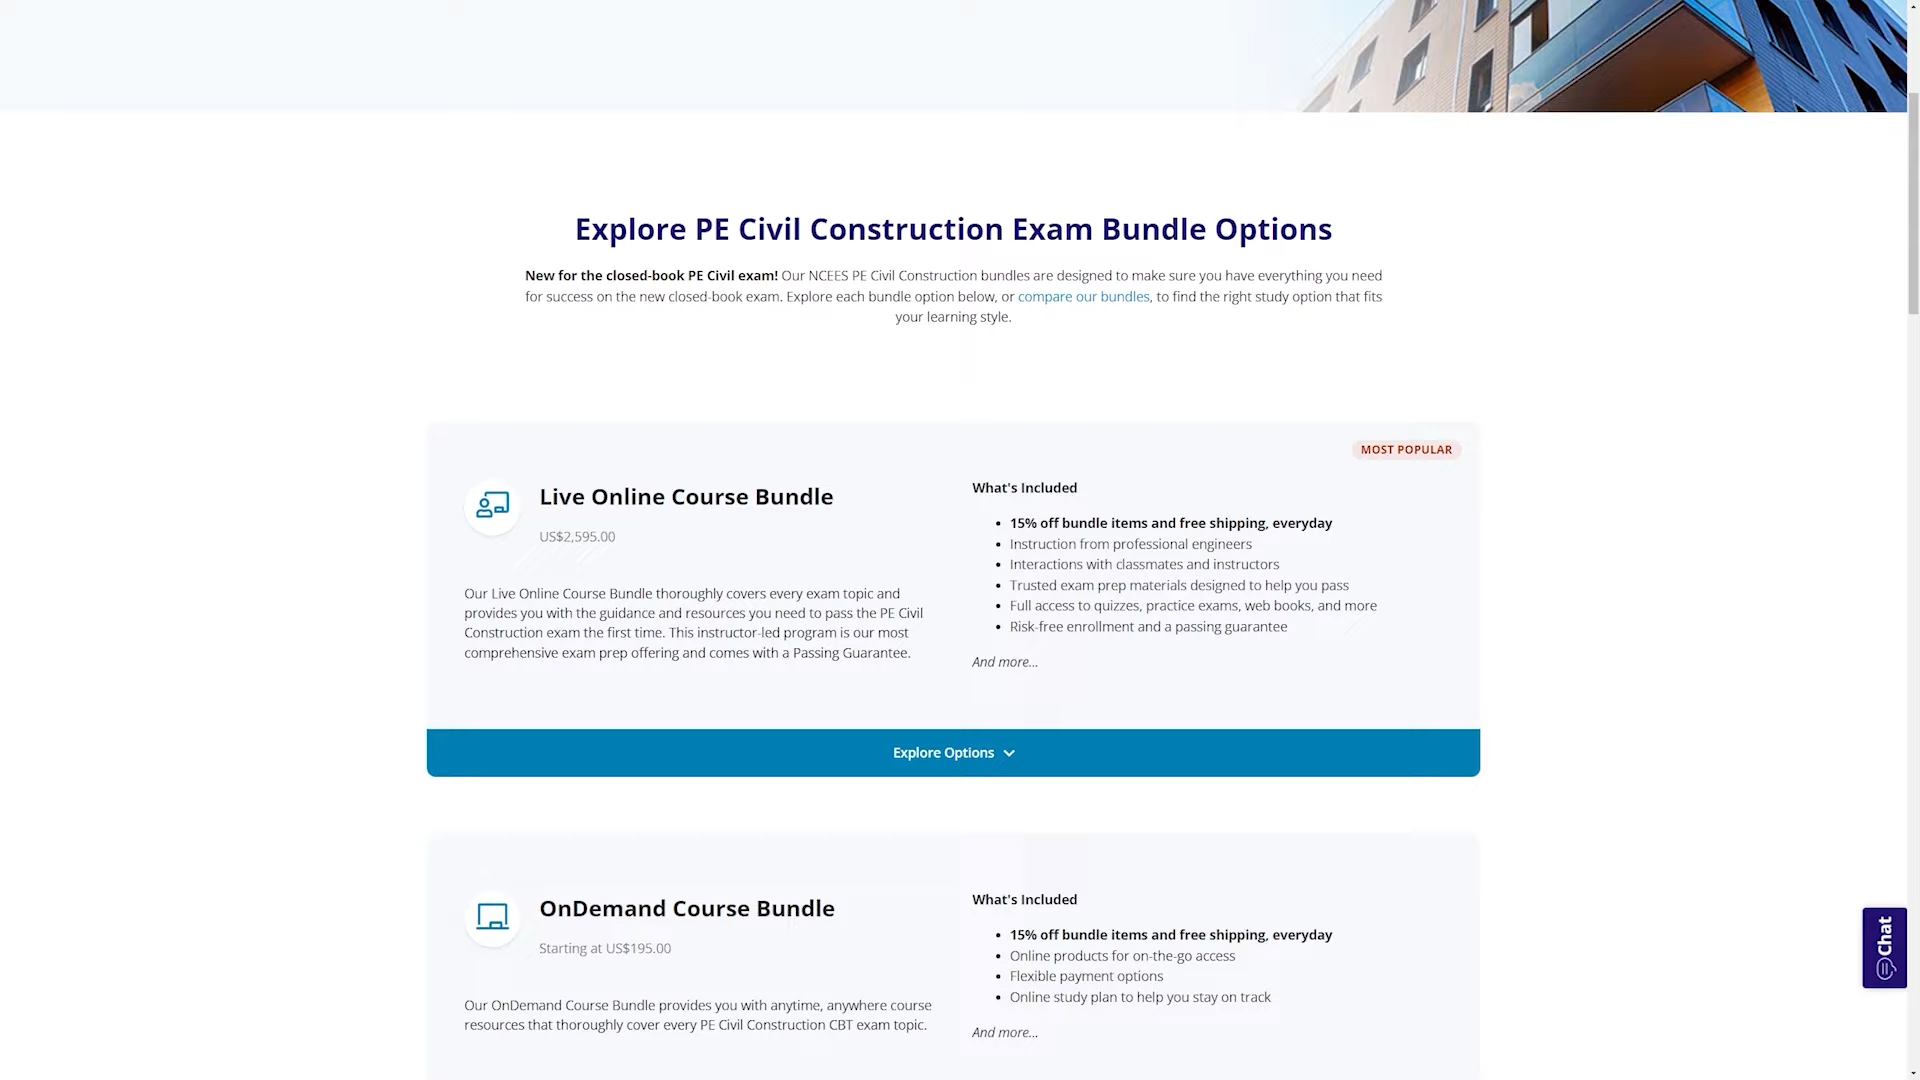 Explore PE Civil Construction Exam Bundle Options
New for the closed-book PE Civil exam! Our NCEES PE Civil Construction bundles are designed to make sure you have everything you need
for success on the new closed-book exam. Explore each bundle option below, or compare our bundles, to find the right study option that fits
your learning style.
MOST POPULAR
Live Online Course Bundle
US$2,595.00
Our Live Online Course Bundle thoroughly covers every exam topic and
provides you with the guidance and resources you need to pass the PE Civil
Construction exam the first time. This instructor-led program is our most
comprehensive exam prep offering and comes with a Passing Guarantee.
What's Included
• 15% off bundle items and free shipping, everyday
• Instruction from professional engineers
• Interactions with classmates and instructors
• Trusted exam prep materials designed to help you pass
• Full access to quizzes, practice exams, web books, and more
• Risk-free enrollment and a passing guarantee
And more...
Explore Options
OnDemand Course Bundle
Starting at US$195.00
Our OnDemand Course Bundle provides you with anytime, anywhere course
resources that thoroughly cover every PE Civil Construction CBT exam topic.
What's Included
• 15% off bundle items and free shipping, everyday
• Online products for on-the-go access
• Flexible payment options
• Online study plan to help you stay on track
And more...
Chat